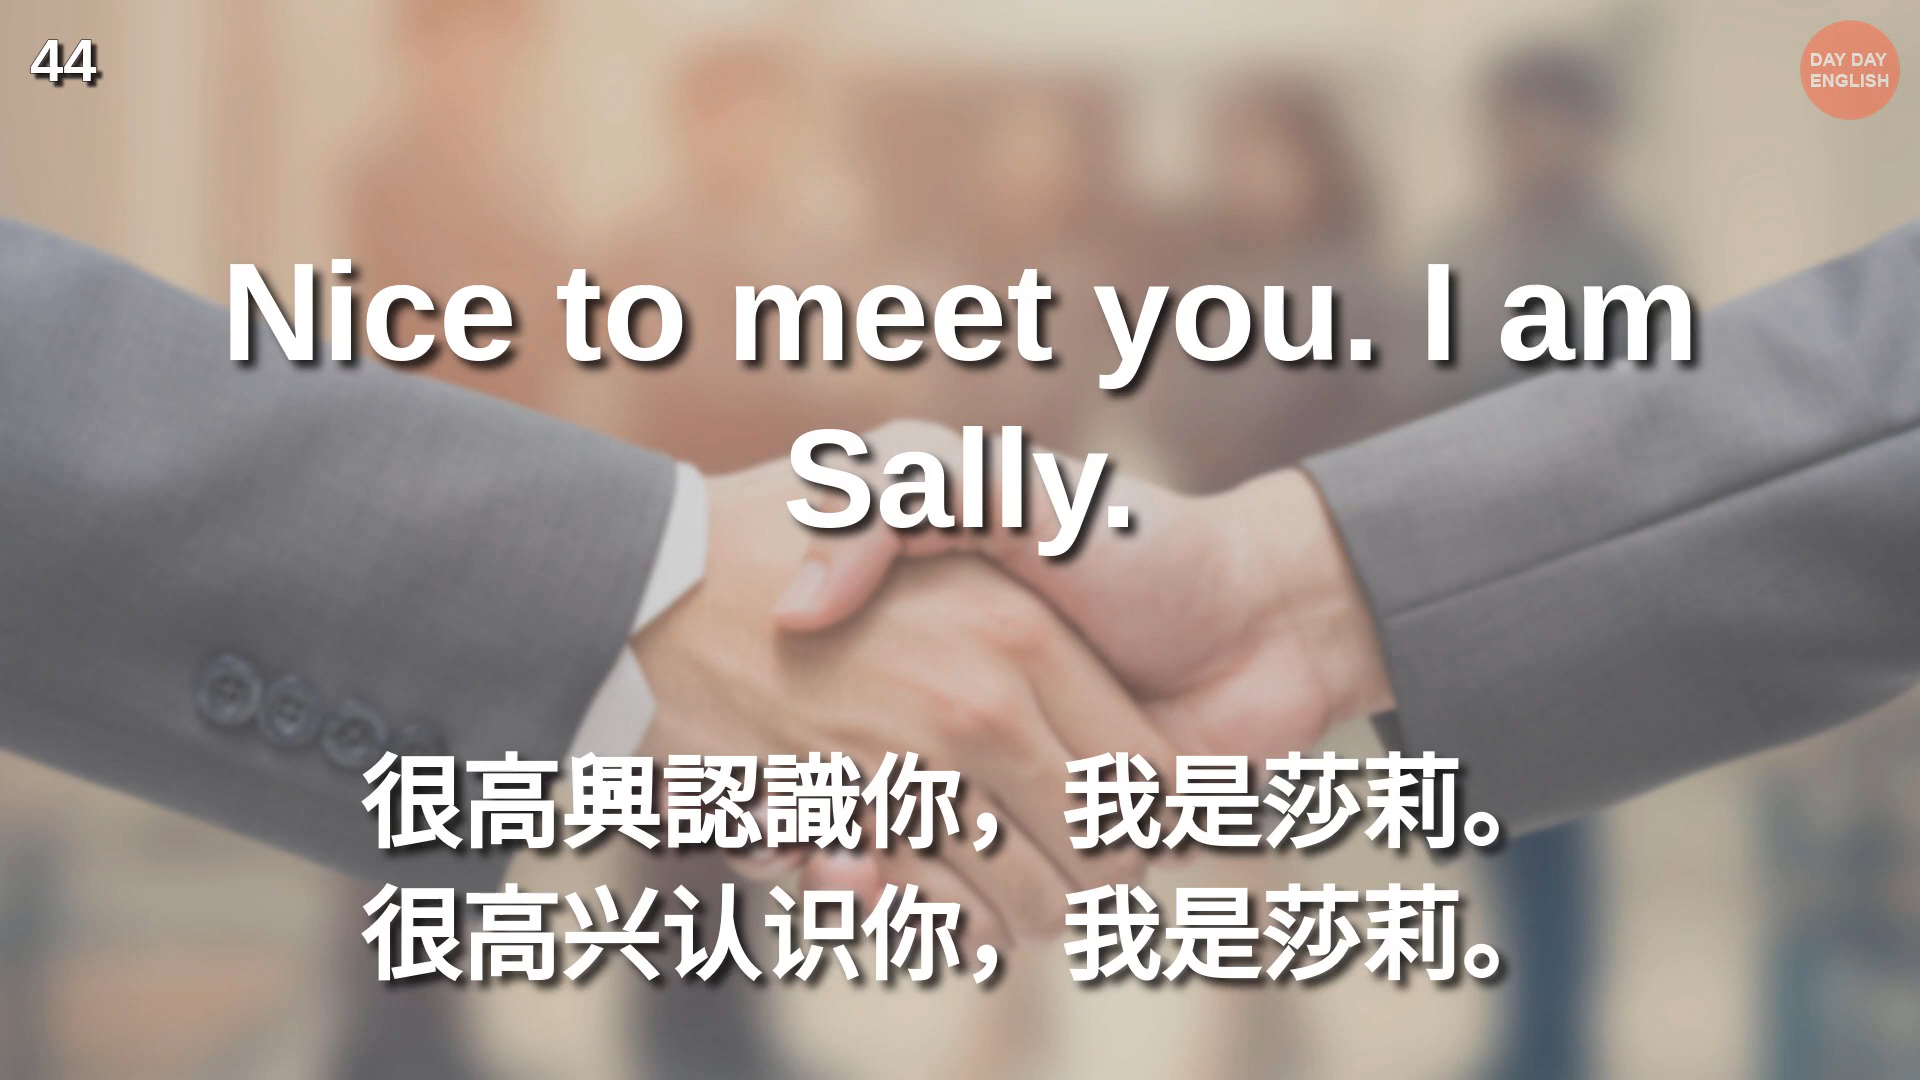 44
DAY DAY
ENGLISH
Nice to meet you. I am
Sally.
很高興認識你，我是莎莉。
很高兴认识你，我是莎莉。